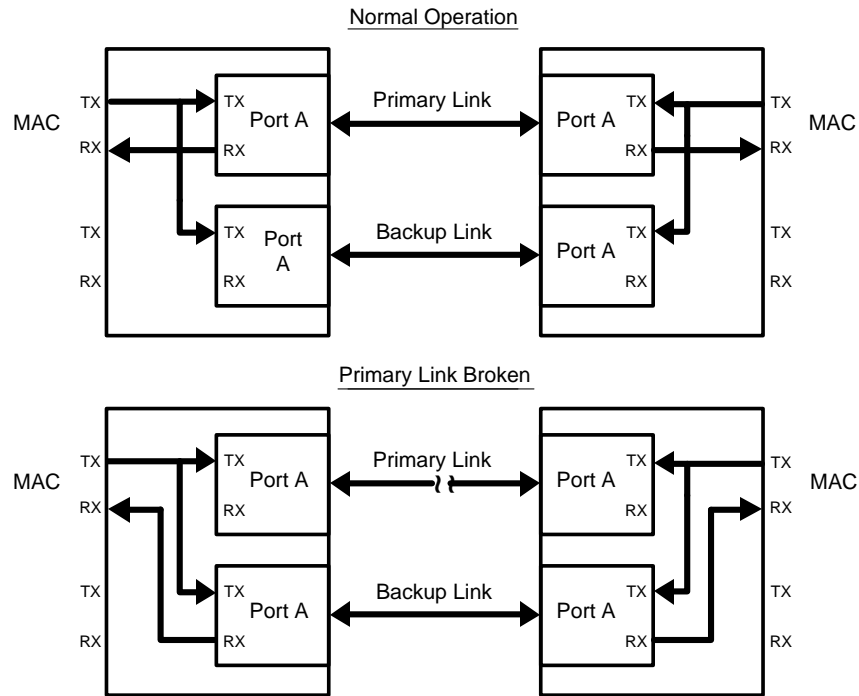 Normal Operation
TX TX Primary Link TX TX
MAC Port A Port A MAC
RX RX RX RX
TX TX Port A Backup Link Port A TX TX
RX RX RX RX
Primary Link Broken
TX TX Primary Link TX TX
MAC Port A Port A MAC
RX RX RX RX
TX TX Backup Link TX TX
Port A Port A
RX RX RX RX